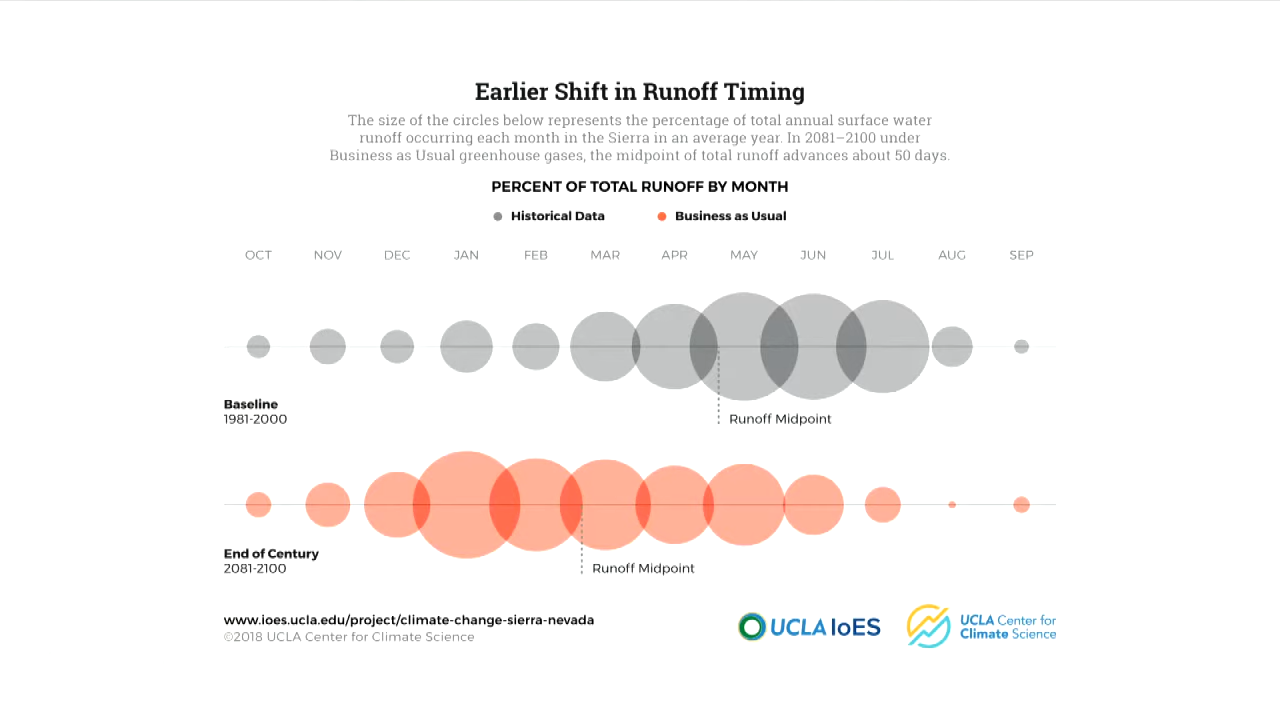 Earlier Shift in Runoff Timing
The size of the circles below represents the percentage of total annual surface water
runoff occurring each month in the Sierra in an average year. In 2081–2100 under
Business as Usual greenhouse gases, the midpoint of total runoff advances about 50 days.
PERCENT OF TOTAL RUNOFF BY MONTH
Historical Data Business as Usual
OCT NOV DEC JAN FEB MAR APR MAY JUN JUL AUG SEP
Baseline
1981-2000
Runoff Midpoint
End of Century
2081-2100
Runoff Midpoint
www.ioes.ucla.edu/project/climate-change-sierra-nevada
©2018 UCLA Center for Climate Science
UCLA IoES
UCLA Center for
Climate Science